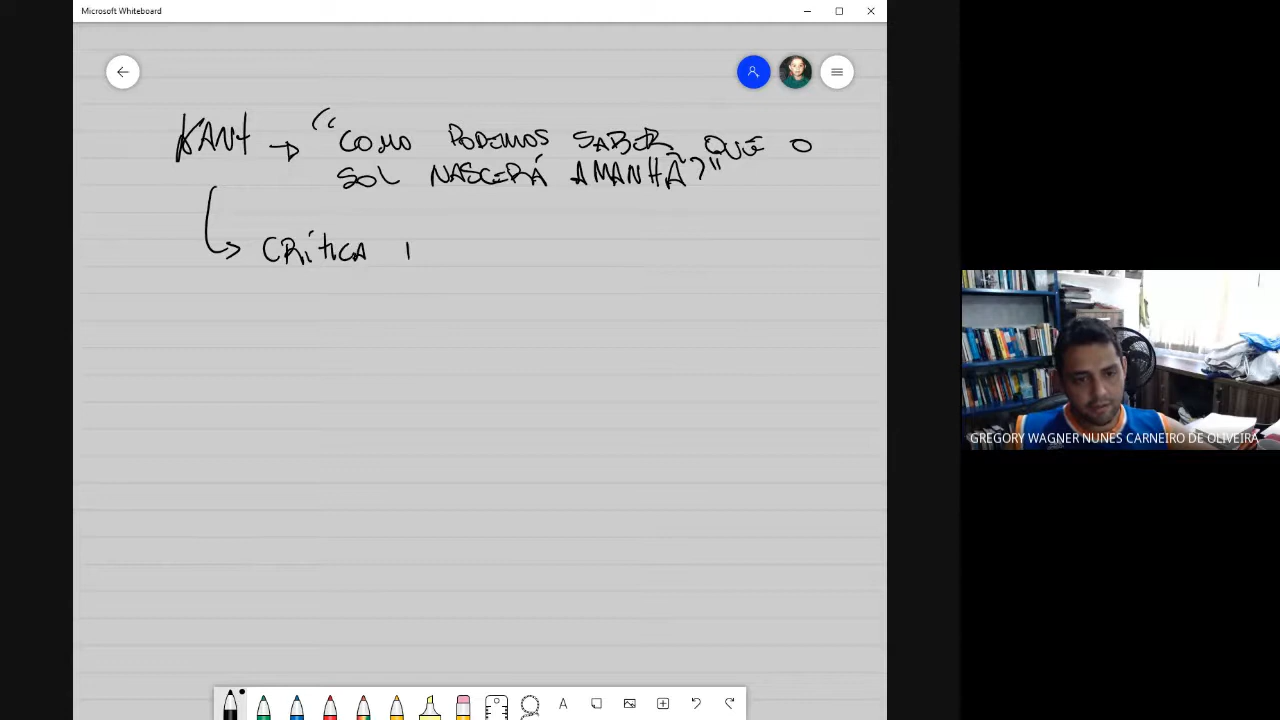 Microsoft Whiteboard
KANT → “COMO PODEMOS SABER QUE O
SOL NASCERÁ AMANHÃ?”
↳ CRÍTICA
GREGORY WAGNER NUNES CARNEIRO DE OLIVEIRA